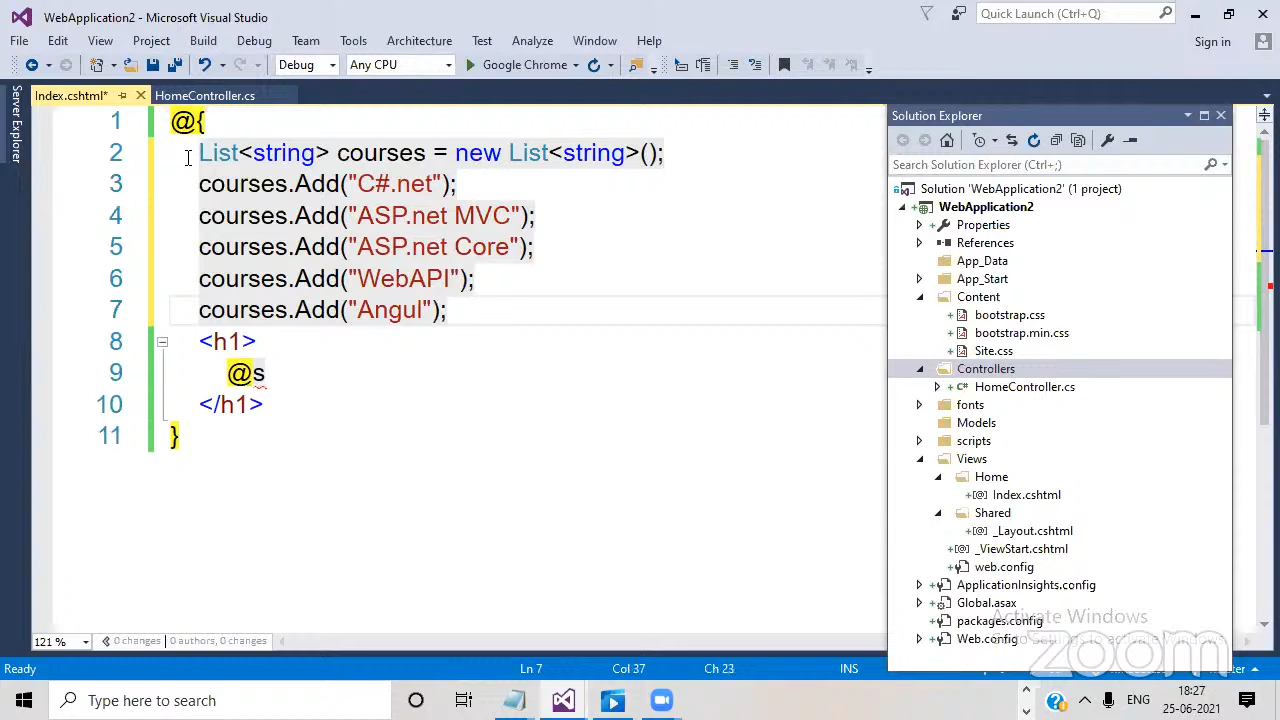 WebApplication2 - Microsoft Visual Studio
Quick Launch (Ctrl+Q)
File Edit View Project Build Debug Team Tools Architecture Test Analyze Window Help
Sign in
Debug Any CPU Google Chrome
Server Explorer
Index.cshtml* HomeController.cs
Solution Explorer
Search Solution Explorer (Ctrl+;)
1 @{
2 List<string> courses = new List<string>();
3 courses.Add("C#.net");
4 courses.Add("ASP.net MVC");
5 courses.Add("ASP.net Core");
6 courses.Add("WebAPI");
7 courses.Add("Angul");
8 <h1>
9 @s
10 </h1>
11 }
Solution 'WebApplication2' (1 project)
WebApplication2
Properties
References
App_Data
App_Start
Content
bootstrap.css
bootstrap.min.css
Site.css
Controllers
C# HomeController.cs
fonts
Models
scripts
Views
Home
Index.cshtml
Shared
_Layout.cshtml
_ViewStart.cshtml
web.config
ApplicationInsights.config
Global.asax
packages.config
Web.config
Activate Windows
to Settings to activate Windows.
zoom
121 % 0 changes | 0 authors, 0 changes
Ready Ln 7 Col 37 Ch 23 INS
Type here to search
ENG 18:27
25-06-2021